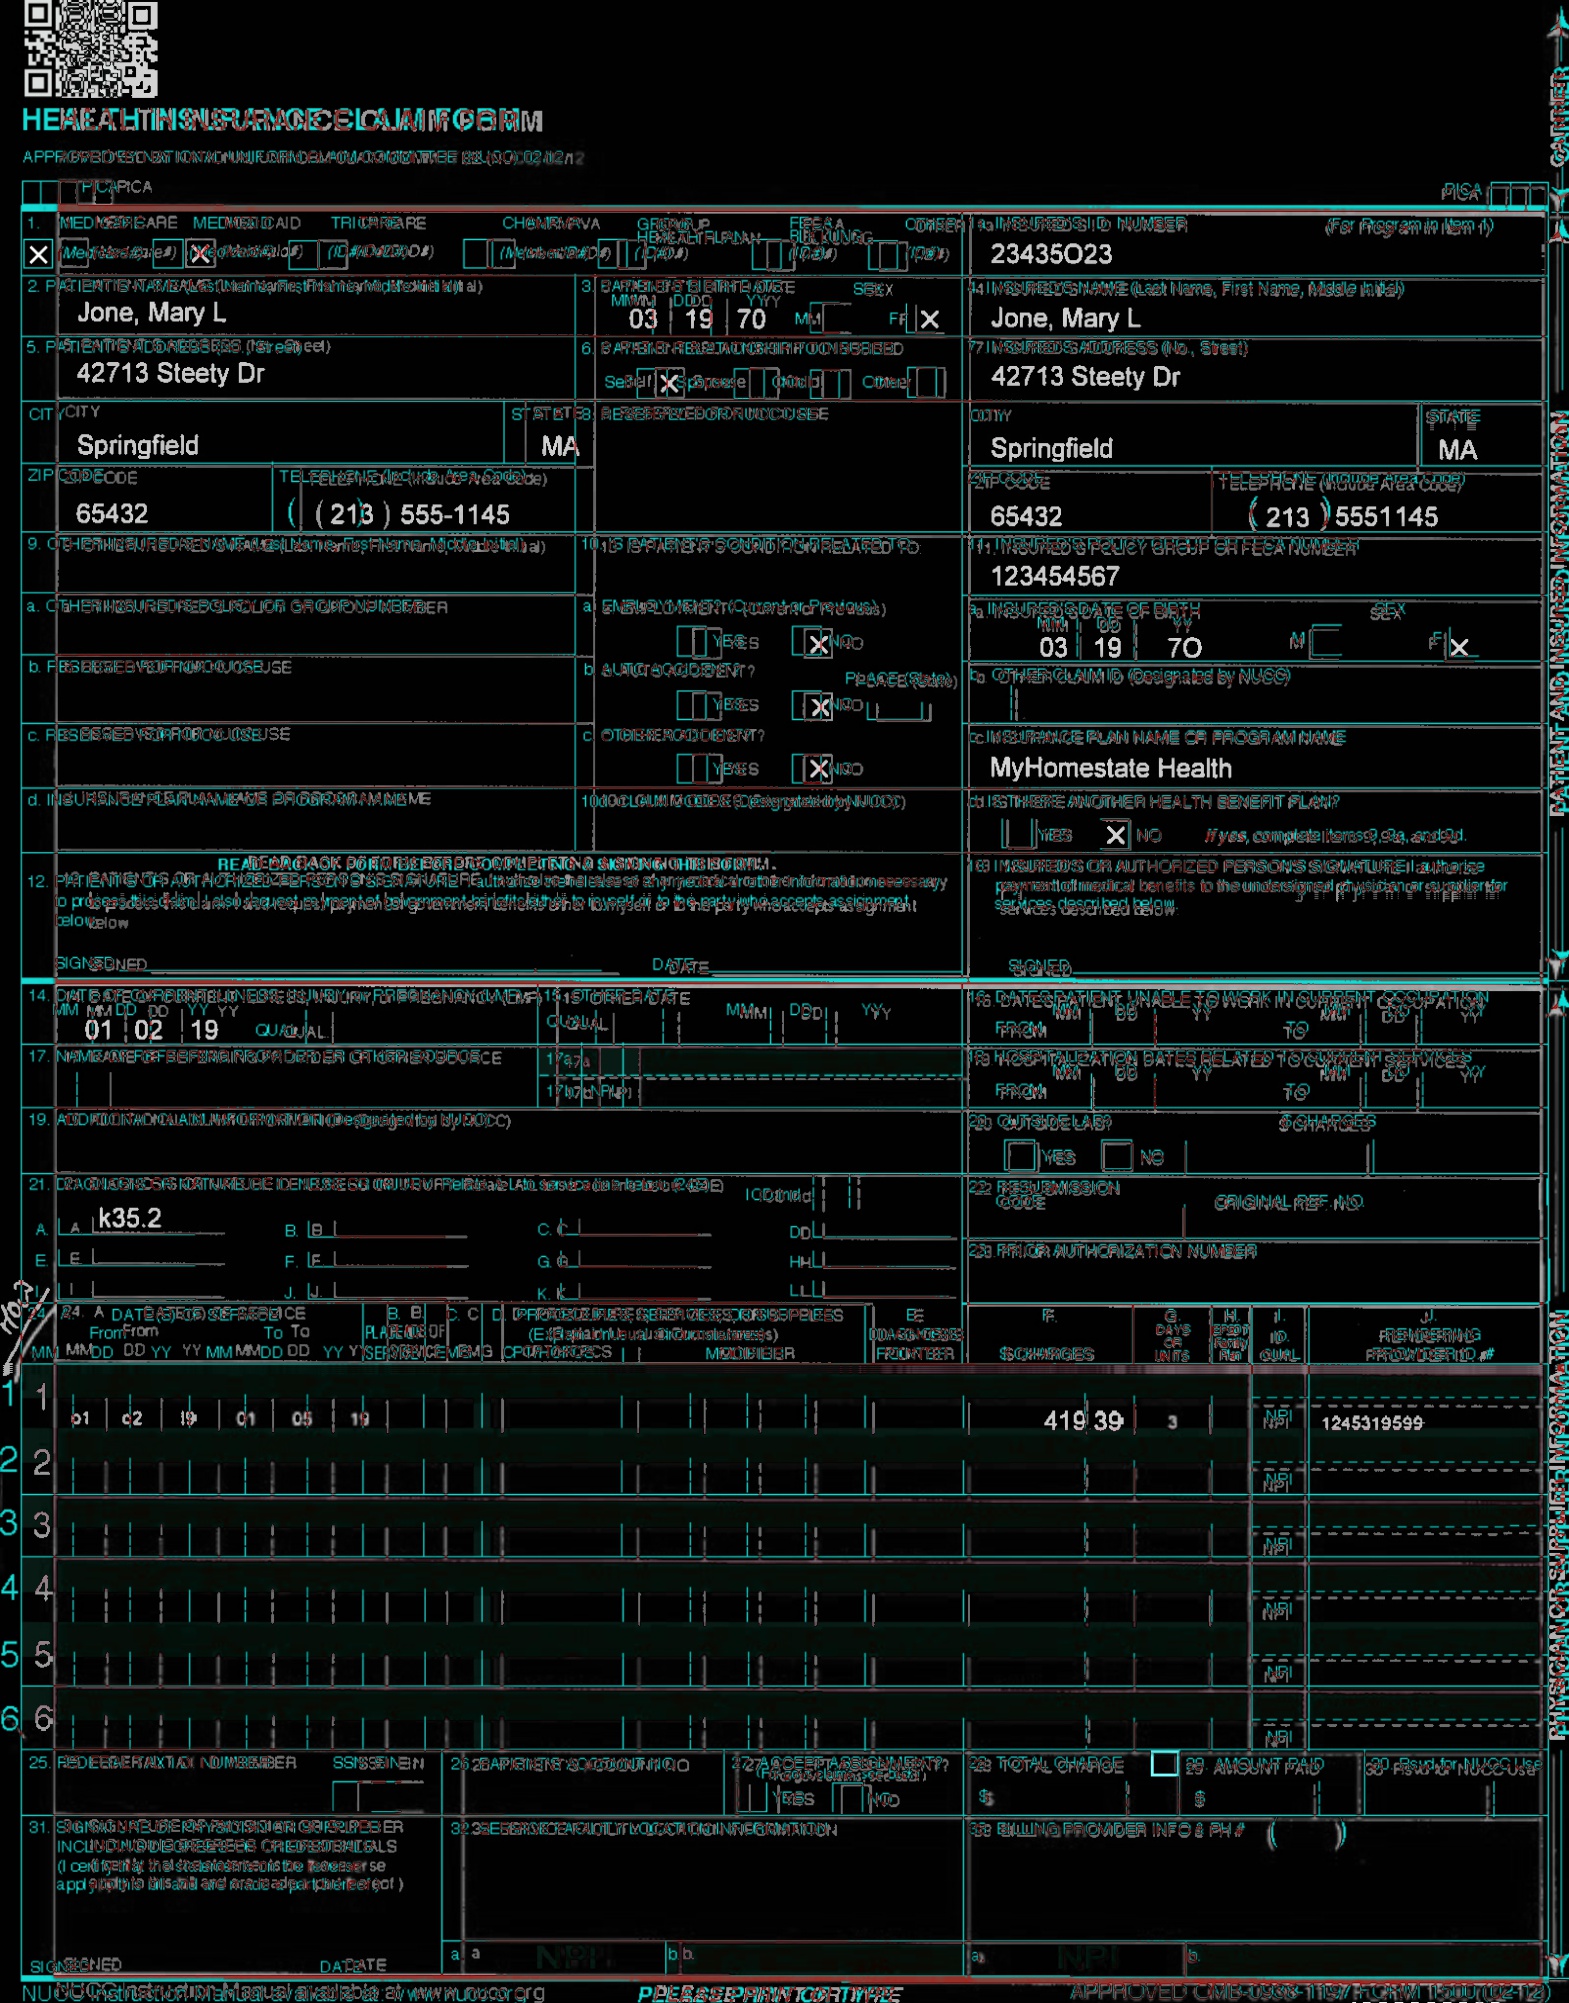 HEALTH INSURANCE CLAIM FORM
PICA PICA
1. MEDICARE MEDICAID TRICARE CHAMPVA GROUP HEALTH PLAN FECA BLK LUNG OTHER 1a. INSURED'S ID NUMBER (For Program in Item 1)
X X 23435O23
2. PATIENT'S NAME (Last Name, First Name, Middle Initial) 3. PATIENT'S BIRTH DATE SEX 4. INSURED'S NAME (Last Name, First Name, Middle Initial)
MM DD YYYY
Jone, Mary L 03 19 70 M F X Jone, Mary L
5. PATIENT'S ADDRESS (No., Street) 6. PATIENT RELATIONSHIP TO INSURED 7. INSURED'S ADDRESS (No., Street)
42713 Steety Dr Self X Spouse Child Other 42713 Steety Dr
CITY STATE 8. RESERVED FOR NUCC USE CITY STATE
Springfield MA Springfield MA
ZIP CODE TELEPHONE (Include Area Code) ZIP CODE TELEPHONE (Include Area Code)
65432 ( 213 ) 555-1145 65432 ( 213 ) 5551145
9. OTHER INSURED'S NAME (Last Name, First Name, Middle Initial) 10. IS PATIENT'S CONDITION RELATED TO: 11. INSURED'S POLICY GROUP OR FECA NUMBER
123454567
a. OTHER INSURED'S POLICY OR GROUP NUMBER a. EMPLOYMENT? (Current or Previous) a. INSURED'S DATE OF BIRTH SEX
MM DD YY
YES X NO 03 19 7O M F X
b. RESERVED FOR NUCC USE b. AUTO ACCIDENT? PLACE (State) b. OTHER CLAIM ID (Designated by NUCC)
YES X NO
c. RESERVED FOR NUCC USE c. OTHER ACCIDENT? c. INSURANCE PLAN NAME OR PROGRAM NAME
YES X NO MyHomestate Health
d. INSURANCE PLAN NAME OR PROGRAM NAME 10d. CLAIM CODES (Designated by NUCC) d. IS THERE ANOTHER HEALTH BENEFIT PLAN?
YES X NO If yes, complete items 9, 9a, and 9d.
READ BACK OF FORM BEFORE COMPLETING & SIGNING THIS FORM.
12. PATIENT'S OR AUTHORIZED PERSON'S SIGNATURE I authorize the release of any medical or other information necessary
to process this claim. I also request payment of government benefits either to myself or to the party who accepts assignment
below
13. INSURED'S OR AUTHORIZED PERSON'S SIGNATURE I authorize
payment of medical benefits to the undersigned physician or supplier for
services described below.
SIGNED DATE SIGNED
14. DATE OF CURRENT ILLNESS, INJURY, PREGNANCY (LMP) 15. OTHER DATE 16. DATES PATIENT UNABLE TO WORK IN CURRENT OCCUPATION
MM DD YY MM DD YY MM DD YY MM DD YY
01 02 19 QUAL QUAL FROM TO
17. NAME OF REFERRING PROVIDER OR OTHER SOURCE 17a 18. HOSPITALIZATION DATES RELATED TO CURRENT SERVICES
MM DD YY MM DD YY
17b NPI FROM TO
19. ADDITIONAL CLAIM INFORMATION (Designated by NUCC) 20. OUTSIDE LAB? $ CHARGES
YES NO
21. DIAGNOSIS OR NATURE OF ILLNESS OR INJURY Relate A-L to service line below (24E) ICD Ind. 22. RESUBMISSION CODE ORIGINAL REF. NO.
A. k35.2 B. C. D.
E. F. G. H. 23. PRIOR AUTHORIZATION NUMBER
I. J. K. L.
24. A DATE(S) OF SERVICE B. C. D. PROCEDURES, SERVICES, OR SUPPLIES E. F. G. H. I. J.
From To PLACE OF (Explain Unusual Circumstances) DIAGNOSIS DAYS OR EPSDT Family ID. RENDERING
MM DD YY MM DD YY SERVICE EMG CPT/HCPCS MODIFIER POINTER $ CHARGES UNITS Plan QUAL PROVIDER ID. #
1 o1 o2 I9 01 05 19 419 39 3 NPI 1245319599
2 NPI
3 NPI
4 NPI
5 NPI
6 NPI
25. FEDERAL TAX ID NUMBER SSN EIN 26. PATIENT'S ACCOUNT NO 27. ACCEPT ASSIGNMENT? 28. TOTAL CHARGE 29. AMOUNT PAID 30. Rsvd for NUCC Use
YES NO $ $
31. SIGNATURE OF PHYSICIAN OR SUPPLIER 32. SERVICE FACILITY LOCATION INFORMATION 33. BILLING PROVIDER INFO & PH # ( )
INCLUDING DEGREES OR CREDENTIALS
(I certify that the statements on the reverse
apply to this bill and are made a part thereof.)
SIGNED DATE a. NPI b. a. NPI b.
NUCC Instruction Manual available at: www.nucc.org PLEASE PRINT OR TYPE APPROVED OMB-0938-1197 FORM 1500 (02-12)
CARRIER
PATIENT AND INSURED INFORMATION
PHYSICIAN OR SUPPLIER INFORMATION